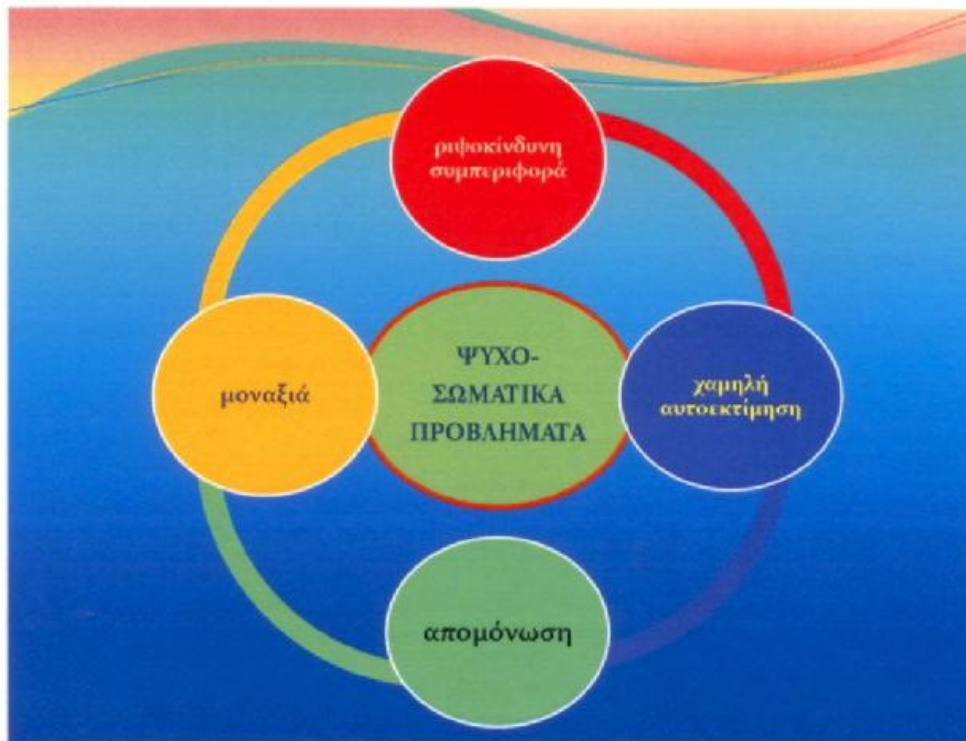 ριψοκίνδυνη
συμπεριφορά
μοναξιά
ΨΥΧΟ-
ΣΩΜΑΤΙΚΑ
ΠΡΟΒΛΗΜΑΤΑ
χαμηλή
αυτοεκτίμηση
απομόνωση